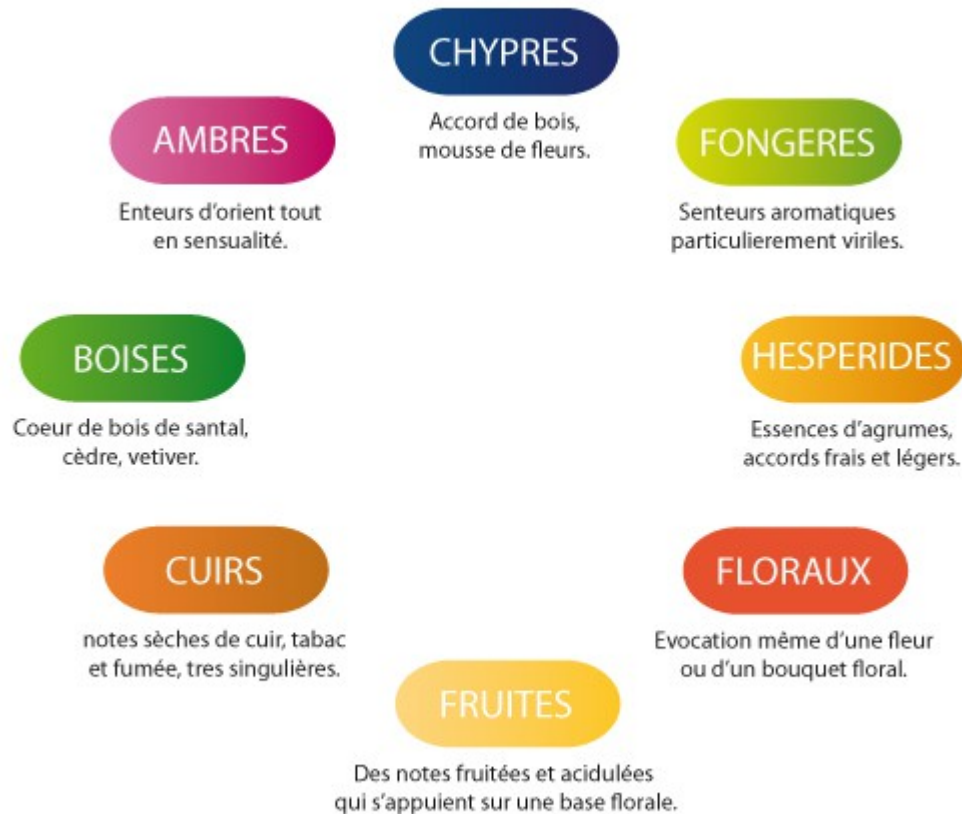 CHYPRES
Accord de bois,
mousse de fleurs.
AMBRES
Enteurs d'orient tout
en sensualité.
FONGERES
Senteurs aromatiques
particulierement viriles.
BOISES
Coeur de bois de santal,
cèdre, vetiver.
HESPERIDES
Essences d'agrumes,
accords frais et légers.
CUIRS
notes sèches de cuir, tabac
et fumée, tres singulières.
FLORAUX
Evocation même d'une fleur
ou d'un bouquet floral.
FRUITES
Des notes fruitées et acidulées
qui s'appuient sur une base florale.